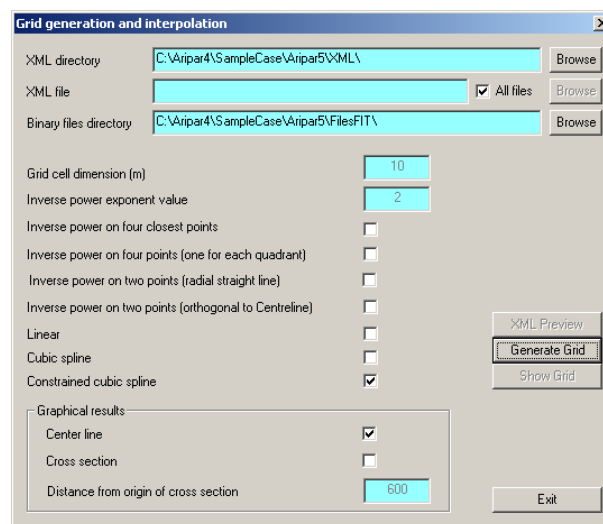 Grid generation and interpolation
XML directory C:\Aripar4\SampleCase\Aripar5\XML\ Browse
XML file All files Browse
Binary files directory C:\Aripar4\SampleCase\Aripar5\FilesFIT\ Browse
Grid cell dimension (m) 10
Inverse power exponent value 2
Inverse power on four closest points
Inverse power on four points (one for each quadrant)
Inverse power on two points (radial straight line)
Inverse power on two points (orthogonal to Centreline)
XML Preview
Linear
Generate Grid
Cubic spline
Show Grid
Constrained cubic spline
Graphical results
Center line
Cross section
Distance from origin of cross section 600
Exit